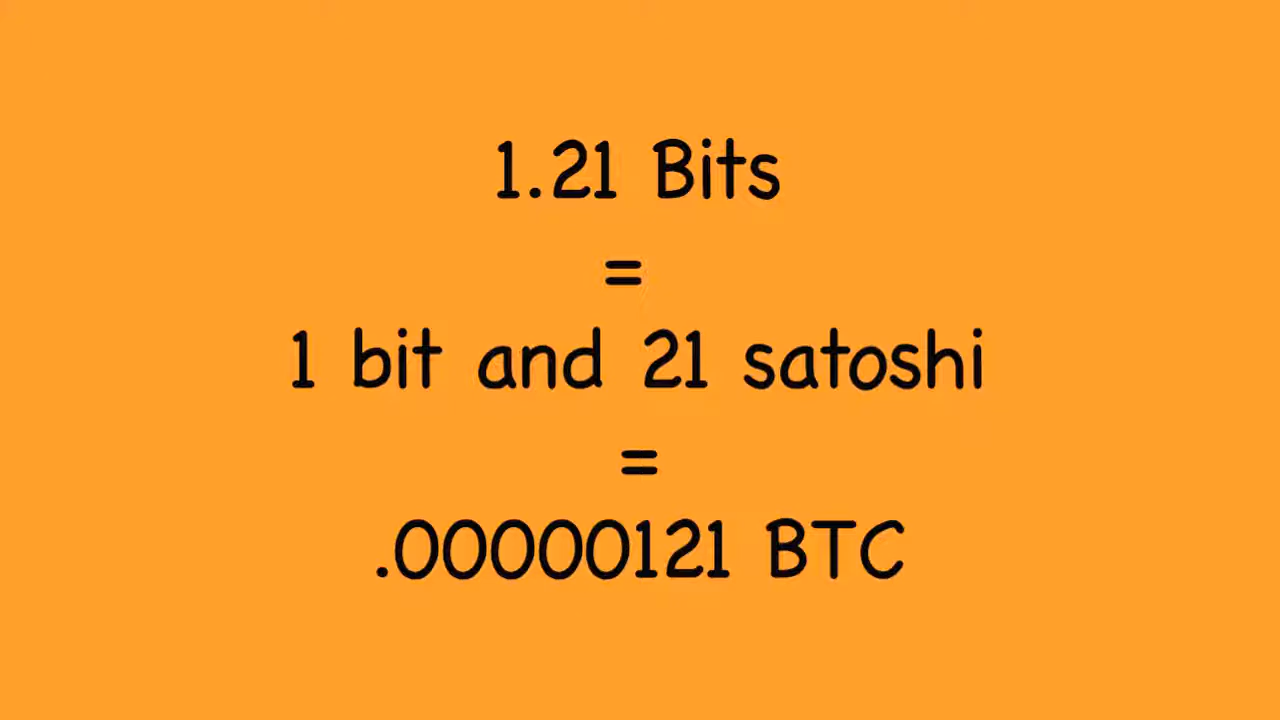 1.21 Bits
=
1 bit and 21 satoshi
=
.00000121 BTC